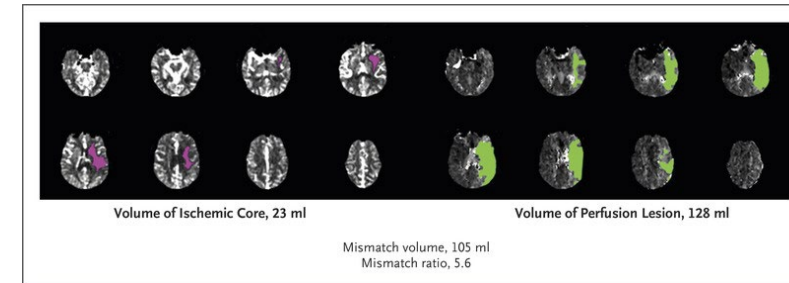 Volume of Ischemic Core, 23 ml
Volume of Perfusion Lesion, 128 ml
Mismatch volume, 105 ml
Mismatch ratio, 5.6